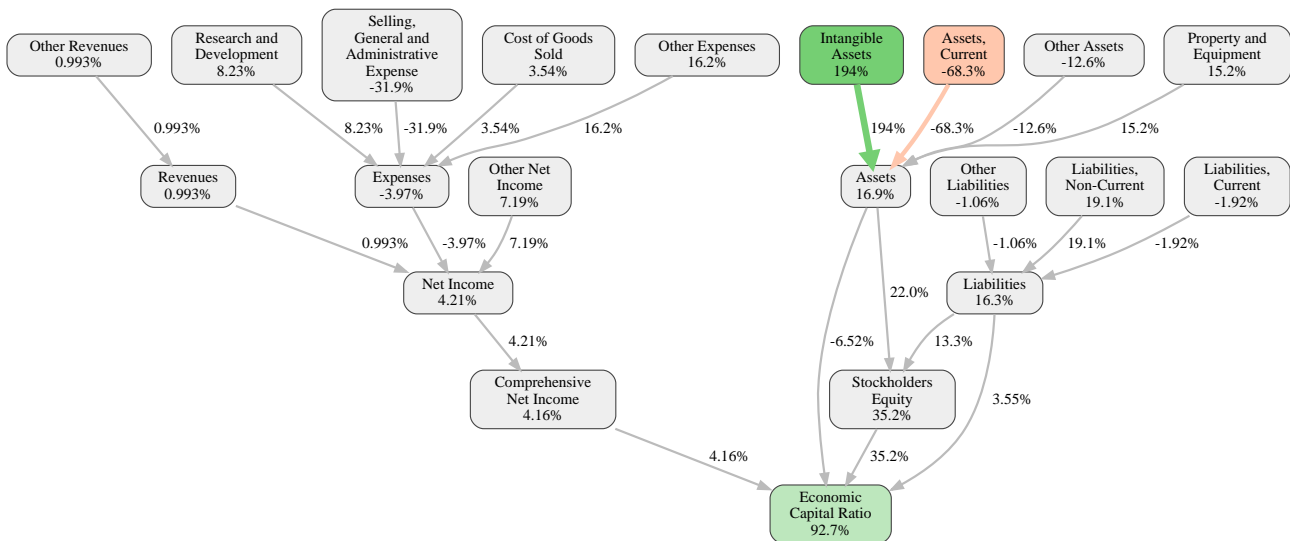 Other Revenues
0.993%
Research and
Development
8.23%
Selling,
General and
Administrative
Expense
-31.9%
Cost of Goods
Sold
3.54%
Other Expenses
16.2%
Intangible
Assets
194%
Assets,
Current
-68.3%
Other Assets
-12.6%
Property and
Equipment
15.2%
0.993%
8.23%
-31.9%
3.54%
16.2%
194%
-68.3%
-12.6%
15.2%
Revenues
0.993%
Expenses
-3.97%
Other Net
Income
7.19%
Assets
16.9%
Other
Liabilities
-1.06%
Liabilities,
Non-Current
19.1%
Liabilities,
Current
-1.92%
0.993%
-3.97%
7.19%
-1.06%
19.1%
-1.92%
Net Income
4.21%
22.0%
Liabilities
16.3%
4.21%
-6.52%
13.3%
Comprehensive
Net Income
4.16%
Stockholders
Equity
35.2%
3.55%
4.16%
35.2%
Economic
Capital Ratio
92.7%